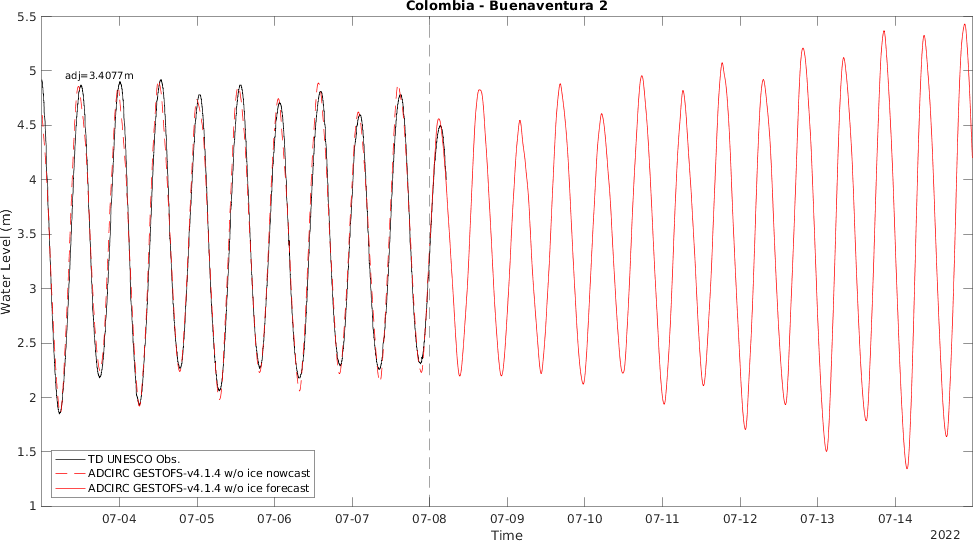 Colombia - Buenaventura 2
5.5
5
4.5
4
3.5
3
2.5
2
1.5
1
Water Level (m)
adj=3.4077m
TD UNESCO Obs.
ADCIRC GESTOFS-v4.1.4 w/o ice nowcast
ADCIRC GESTOFS-v4.1.4 w/o ice forecast
07-04 07-05 07-06 07-07 07-08 07-09 07-10 07-11 07-12 07-13 07-14
Time
2022